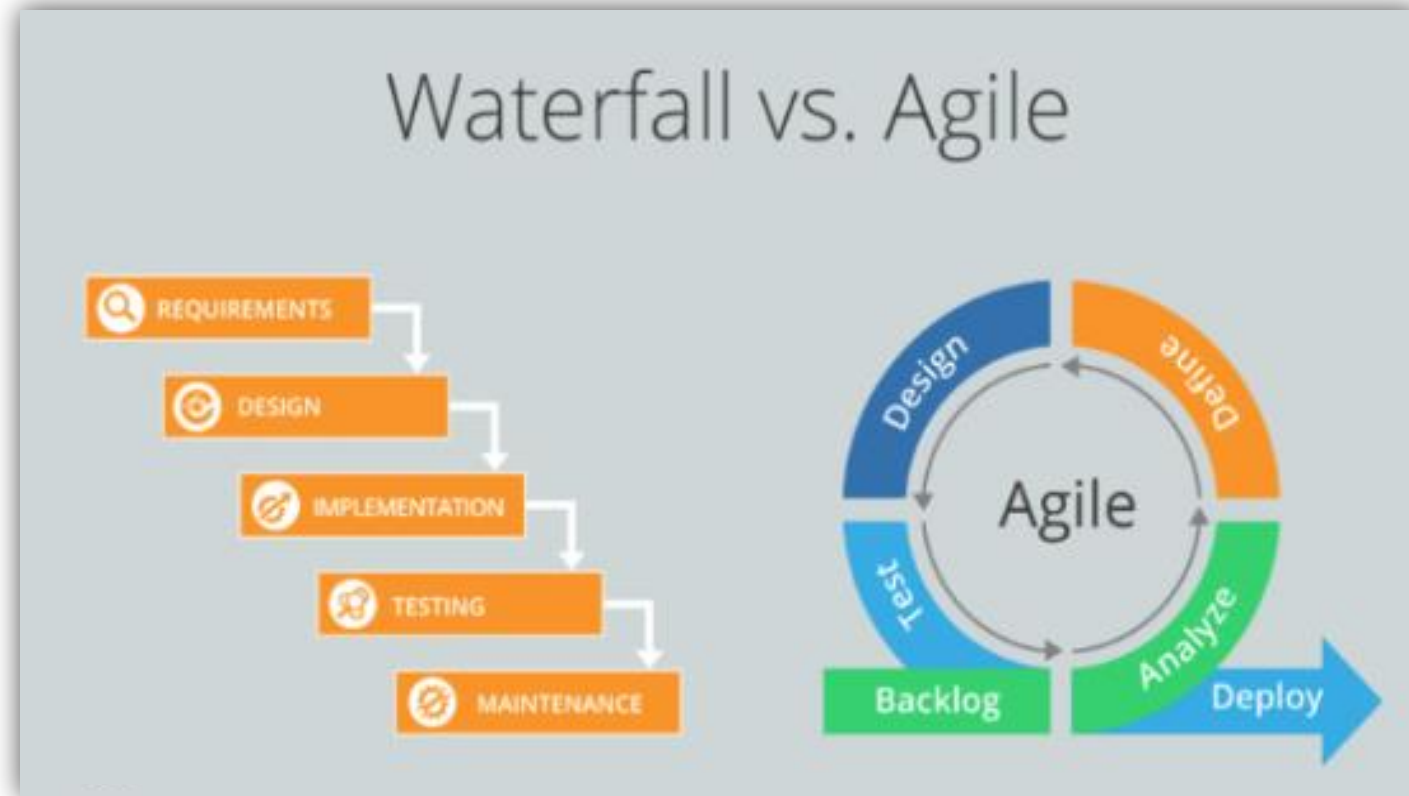 Waterfall vs. Agile
REQUIREMENTS
DESIGN
IMPLEMENTATION
TESTING
MAINTENANCE
Design
Define
Agile
Test
Analyze
Backlog
Deploy